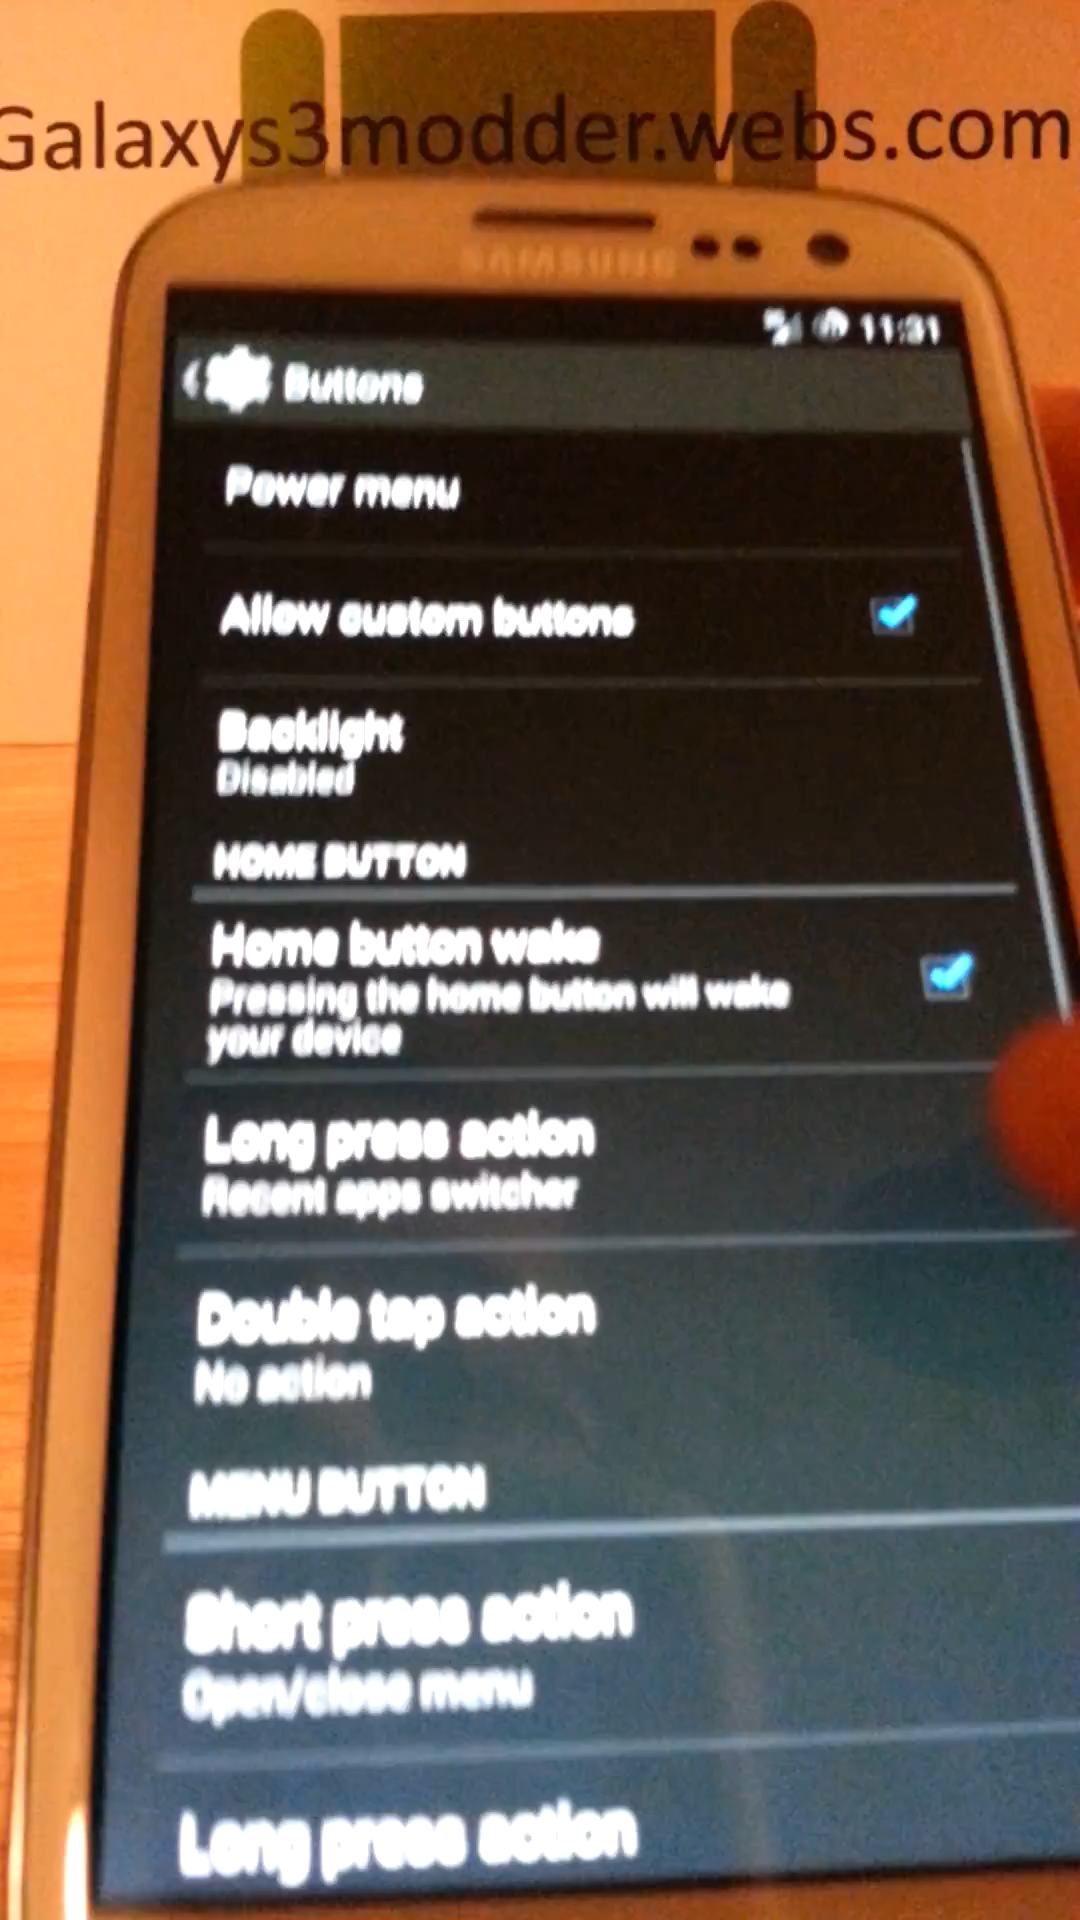 Galaxys3modder.webs.com
SAMSUNG
11:31
Buttons
Power menu
Allow custom buttons
Backlight
Disabled
HOME BUTTON
Home button wake
Pressing the home button will wake
your device
Long press action
Recent apps switcher
Double tap action
No action
MENU BUTTON
Short press action
Open/close menu
Long press action